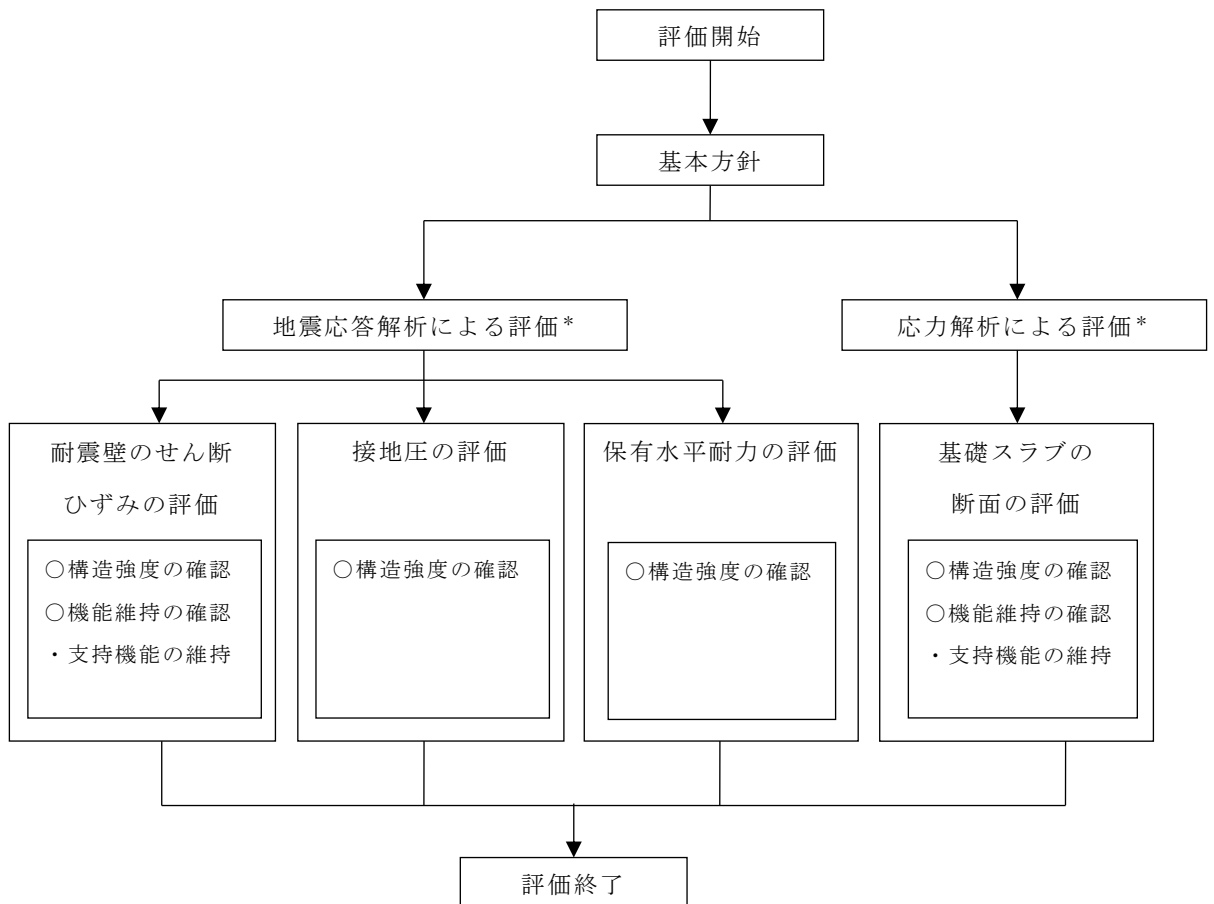 評価開始
基本方針
地震応答解析による評価*
応力解析による評価*
耐震壁のせん断
ひずみの評価
○構造強度の確認
○機能維持の確認
・支持機能の維持
接地圧の評価
○構造強度の確認
保有水平耐力の評価
○構造強度の確認
基礎スラブの
断面の評価
○構造強度の確認
○機能維持の確認
・支持機能の維持
評価終了